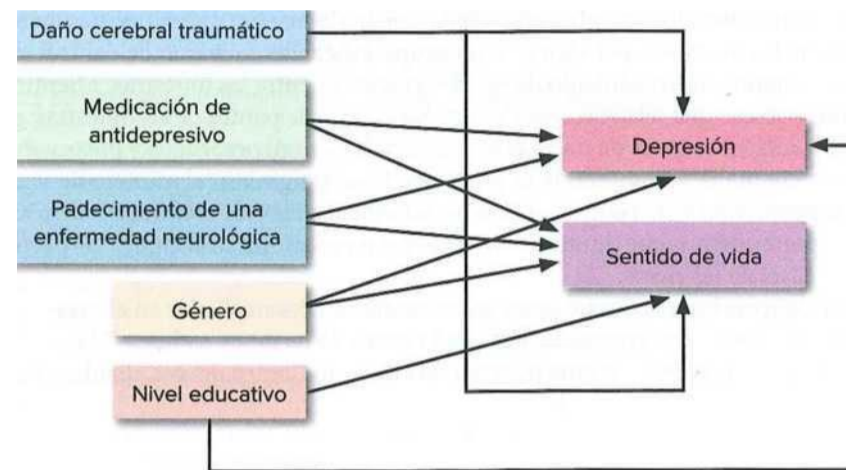 Daño cerebral traumático
Medicación de
antidepresivo
Depresión
Padecimiento de una
enfermedad neurológica
Sentido de vida
Género
Nivel educativo